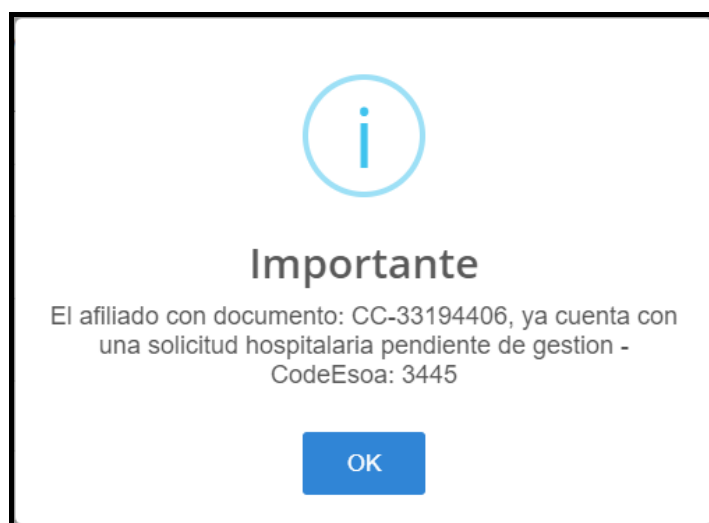 i
Importante
El afiliado con documento: CC-33194406, ya cuenta con
una solicitud hospitalaria pendiente de gestion -
CodeEsoa: 3445
OK